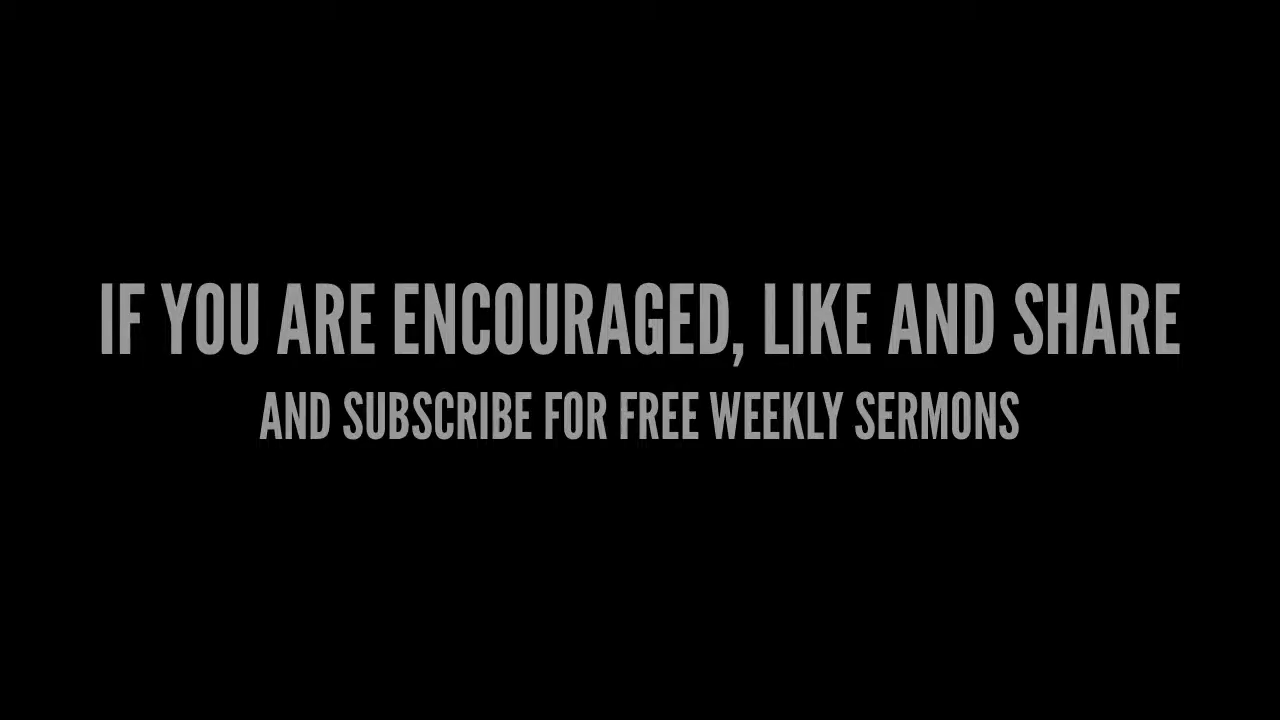 IF YOU ARE ENCOURAGED, LIKE AND SHARE
AND SUBSCRIBE FOR FREE WEEKLY SERMONS